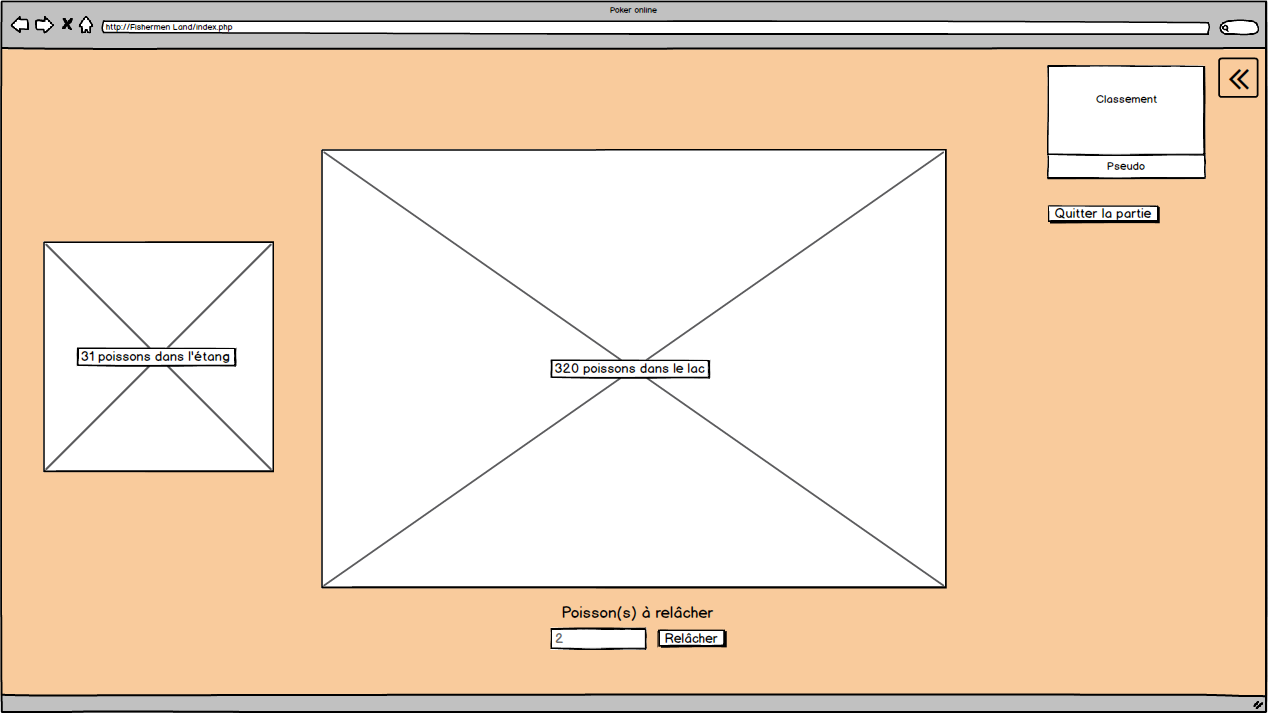 Poker online
http://Fishermen Land/index.php
Classement
Pseudo
Quitter la partie
31 poissons dans l'étang
320 poissons dans le lac
Poisson(s) à relâcher
2
Relâcher